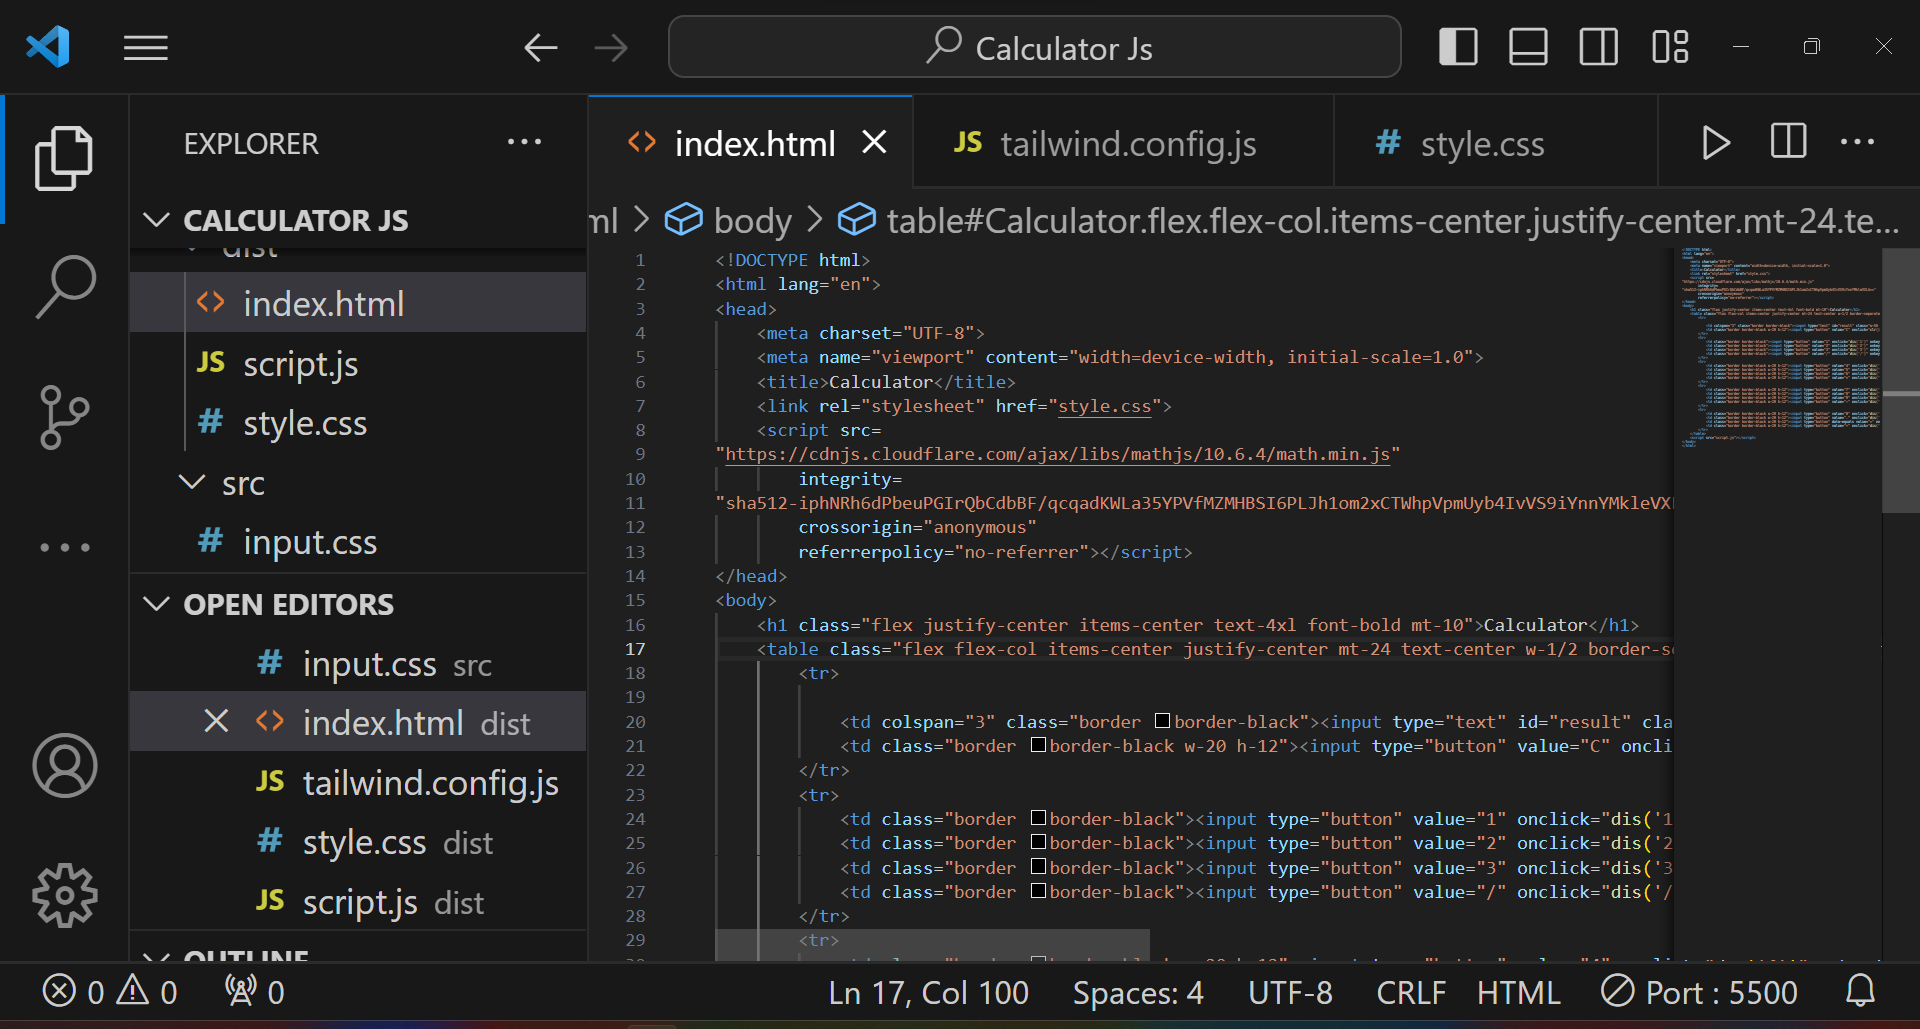 Calculator Js
EXPLORER
CALCULATOR JS
dist
index.html
script.js
style.css
src
input.css
OPEN EDITORS
input.css src
index.html dist
tailwind.config.js
style.css dist
script.js dist
OUTLINE
index.html
tailwind.config.js
style.css
ml > body > table#Calculator.flex.flex-col.items-center.justify-center.mt-24.te...
1 <!DOCTYPE html>
2 <html lang="en">
3 <head>
4 <meta charset="UTF-8">
5 <meta name="viewport" content="width=device-width, initial-scale=1.0">
6 <title>Calculator</title>
7 <link rel="stylesheet" href="style.css">
8 <script src=
9 "https://cdnjs.cloudflare.com/ajax/libs/mathjs/10.6.4/math.min.js"
10 integrity=
11 "sha512-iphNRh6dPbeuPGIrQbCdbBF/qcqadKWLa35YPVfMZMHBSI6PLJh1om2xCTWhpVpmUyb4IvVS9iYnnYMkleVX
12 crossorigin="anonymous"
13 referrerpolicy="no-referrer"></script>
14 </head>
15 <body>
16 <h1 class="flex justify-center items-center text-4xl font-bold mt-10">Calculator</h1>
17 <table class="flex flex-col items-center justify-center mt-24 text-center w-1/2 border-s
18 <tr>
19
20 <td colspan="3" class="border border-black"><input type="text" id="result" cla
21 <td class="border border-black w-20 h-12"><input type="button" value="C" oncli
22 </tr>
23 <tr>
24 <td class="border border-black"><input type="button" value="1" onclick="dis('1
25 <td class="border border-black"><input type="button" value="2" onclick="dis('2
26 <td class="border border-black"><input type="button" value="3" onclick="dis('3
27 <td class="border border-black"><input type="button" value="/" onclick="dis('/
28 </tr>
29 <tr>
0 0 0
Ln 17, Col 100 Spaces: 4 UTF-8 CRLF HTML Port : 5500